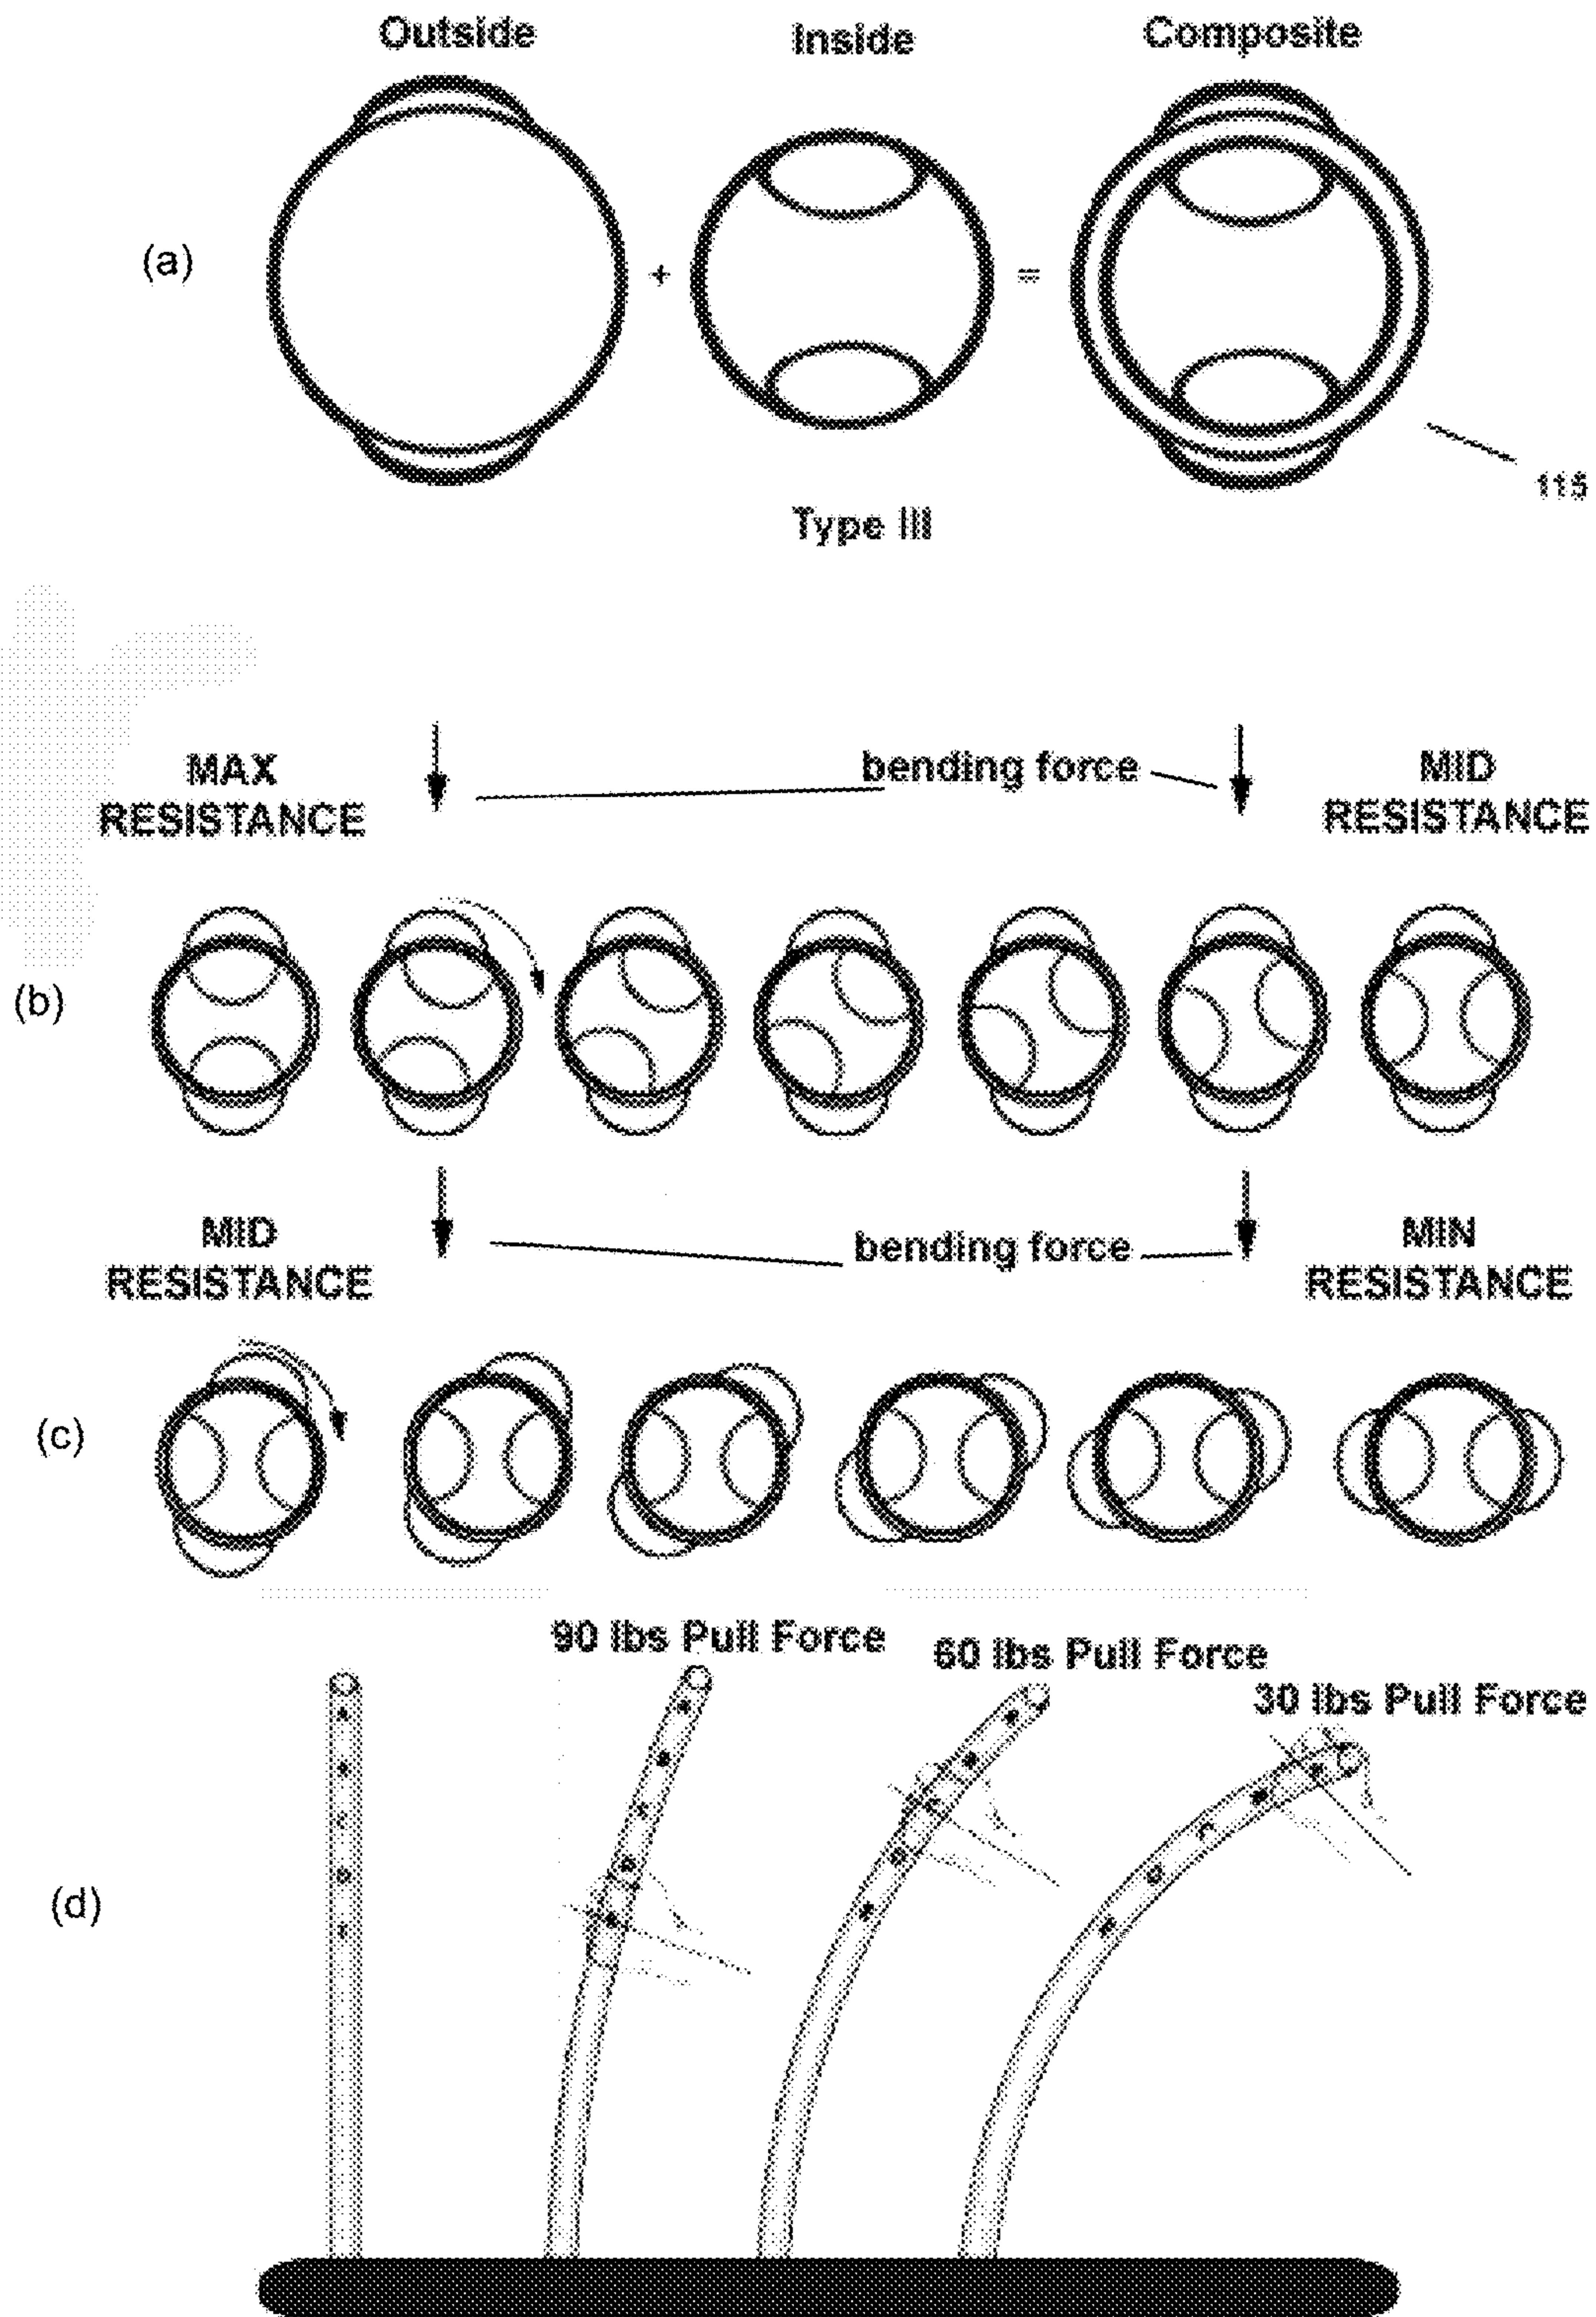 Outside
Inside
Composite
(a)
+
=
115
Type III
MAX
RESISTANCE
bending force
MID
RESISTANCE
(b)
MID
RESISTANCE
bending force
MIN
RESISTANCE
(c)
90 lbs Pull Force
60 lbs Pull Force
30 lbs Pull Force
(d)